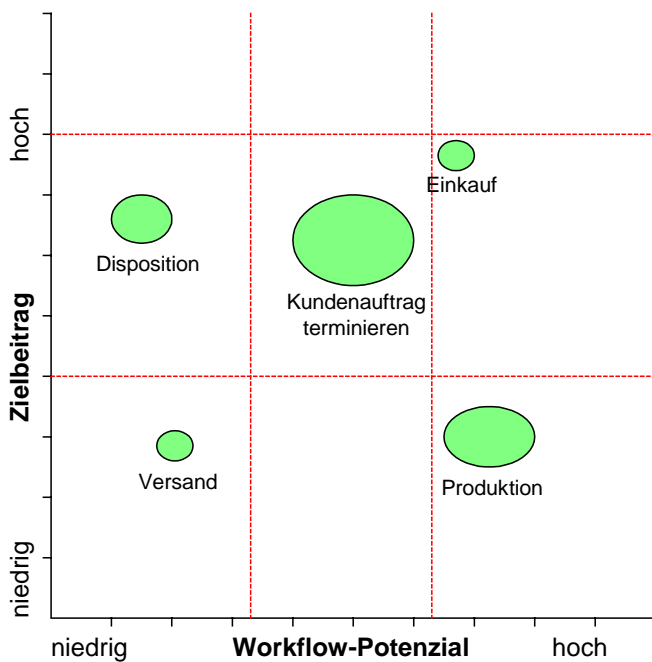 hoch
Einkauf
Disposition
Kundenauftrag
terminieren
Zielbeitrag
Versand
Produktion
niedrig
niedrig Workflow-Potenzial hoch